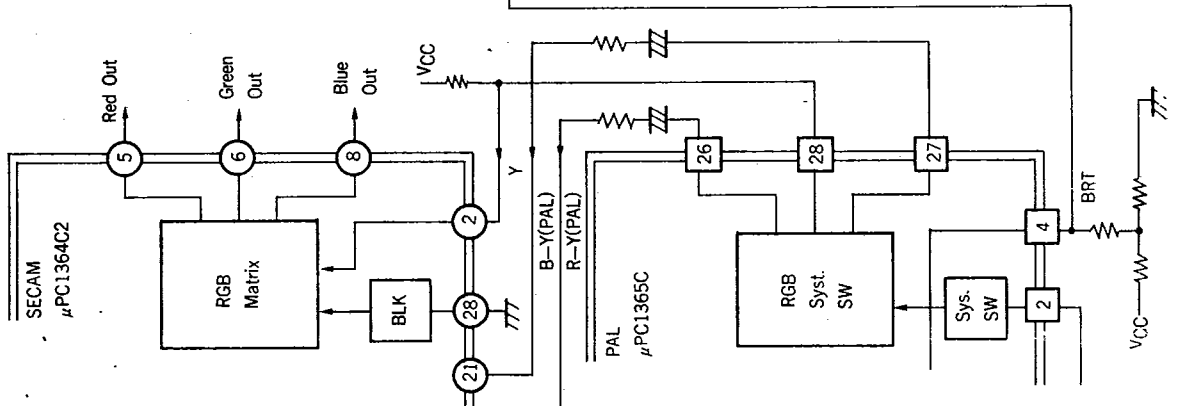 Red Out
Green
Out
Blue
Out
5
6
8
2
28
21
SECAM
μPC1364C2
RGB
Matrix
BLK
VCC
Y
B–Y(PAL)
R–Y(PAL)
26
28
27
4
2
PAL
μPC1365C
RGB
Syst.
SW
Sys.
SW
BRT
VCC